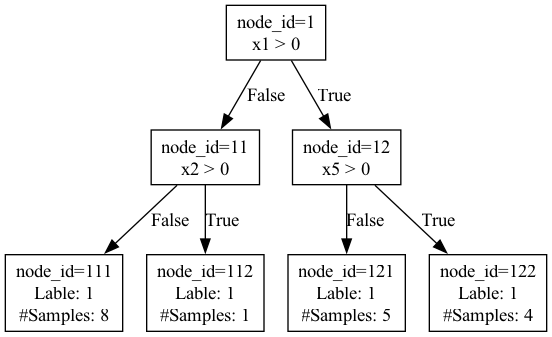 node_id=1
x1 > 0
False
True
node_id=11
x2 > 0
node_id=12
x5 > 0
False
True
False
True
node_id=111
Lable: 1
#Samples: 8
node_id=112
Lable: 1
#Samples: 1
node_id=121
Lable: 1
#Samples: 5
node_id=122
Lable: 1
#Samples: 4